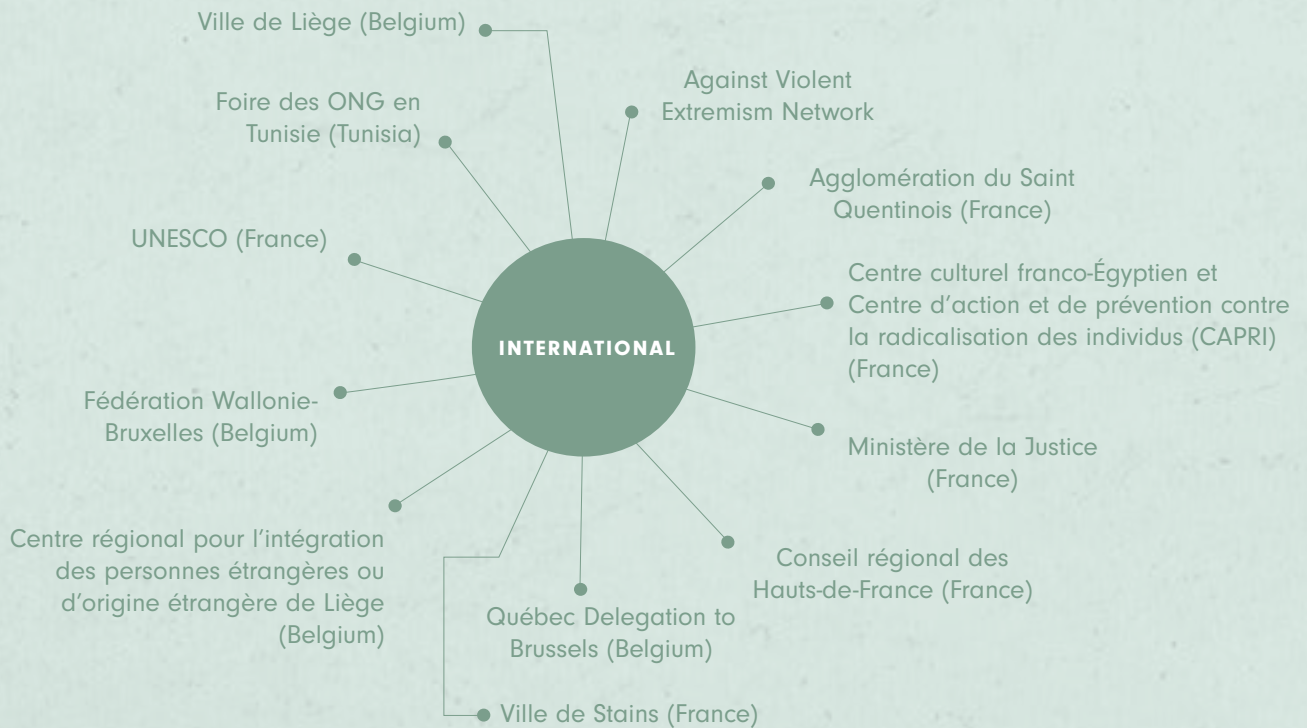 Ville de Liège (Belgium)
Against Violent
Extremism Network
Foire des ONG en
Tunisie (Tunisia)
Agglomération du Saint
Quentinois (France)
UNESCO (France)
Centre culturel franco-Égyptien et
Centre d'action et de prévention contre
la radicalisation des individus (CAPRI)
(France)
INTERNATIONAL
Fédération Wallonie-
Bruxelles (Belgium)
Ministère de la Justice
(France)
Centre régional pour l'intégration
des personnes étrangères ou
d'origine étrangère de Liège
(Belgium)
Conseil régional des
Hauts-de-France (France)
Québec Delegation to
Brussels (Belgium)
Ville de Stains (France)